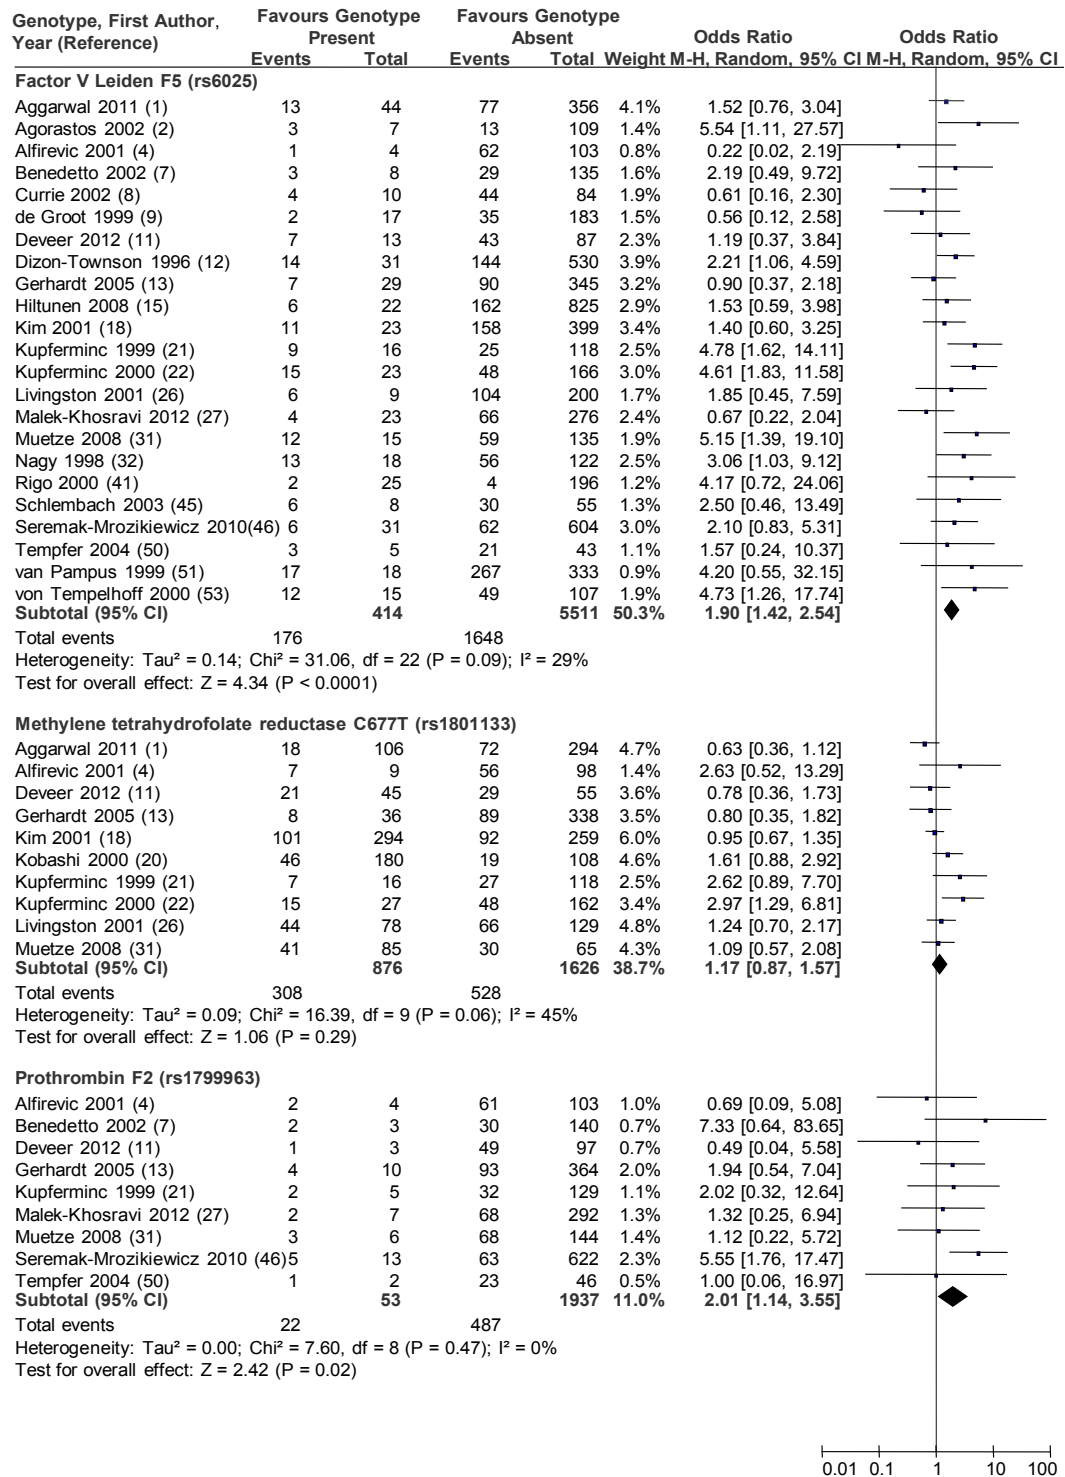 Genotype, First Author, Favours Genotype Favours Genotype
Year (Reference) Present Absent Odds Ratio Odds Ratio
Events Total Events Total Weight M-H, Random, 95% CI M-H, Random, 95% CI
Factor V Leiden F5 (rs6025)
Aggarwal 2011 (1) 13 44 77 356 4.1% 1.52 [0.76, 3.04]
Agorastos 2002 (2) 3 7 13 109 1.4% 5.54 [1.11, 27.57]
Alfirevic 2001 (4) 1 4 62 103 0.8% 0.22 [0.02, 2.19]
Benedetto 2002 (7) 3 8 29 135 1.6% 2.19 [0.49, 9.72]
Currie 2002 (8) 4 10 44 84 1.9% 0.61 [0.16, 2.30]
de Groot 1999 (9) 2 17 35 183 1.5% 0.56 [0.12, 2.58]
Deveer 2012 (11) 7 13 43 87 2.3% 1.19 [0.37, 3.84]
Dizon-Townson 1996 (12) 14 31 144 530 3.9% 2.21 [1.06, 4.59]
Gerhardt 2005 (13) 7 29 90 345 3.2% 0.90 [0.37, 2.18]
Hiltunen 2008 (15) 6 22 162 825 2.9% 1.53 [0.59, 3.98]
Kim 2001 (18) 11 23 158 399 3.4% 1.40 [0.60, 3.25]
Kupferminc 1999 (21) 9 16 25 118 2.5% 4.78 [1.62, 14.11]
Kupferminc 2000 (22) 15 23 48 166 3.0% 4.61 [1.83, 11.58]
Livingston 2001 (26) 6 9 104 200 1.7% 1.85 [0.45, 7.59]
Malek-Khosravi 2012 (27) 4 23 66 276 2.4% 0.67 [0.22, 2.04]
Muetze 2008 (31) 12 15 59 135 1.9% 5.15 [1.39, 19.10]
Nagy 1998 (32) 13 18 56 122 2.5% 3.06 [1.03, 9.12]
Rigo 2000 (41) 2 25 4 196 1.2% 4.17 [0.72, 24.06]
Schlembach 2003 (45) 6 8 30 55 1.3% 2.50 [0.46, 13.49]
Seremak-Mrozikiewicz 2010(46) 6 31 62 604 3.0% 2.10 [0.83, 5.31]
Tempfer 2004 (50) 3 5 21 43 1.1% 1.57 [0.24, 10.37]
van Pampus 1999 (51) 17 18 267 333 0.9% 4.20 [0.55, 32.15]
von Tempelhoff 2000 (53) 12 15 49 107 1.9% 4.73 [1.26, 17.74]
Subtotal (95% CI) 414 5511 50.3% 1.90 [1.42, 2.54]
Total events 176 1648
Heterogeneity: Tau² = 0.14; Chi² = 31.06, df = 22 (P = 0.09); I² = 29%
Test for overall effect: Z = 4.34 (P < 0.0001)
Methylene tetrahydrofolate reductase C677T (rs1801133)
Aggarwal 2011 (1) 18 106 72 294 4.7% 0.63 [0.36, 1.12]
Alfirevic 2001 (4) 7 9 56 98 1.4% 2.63 [0.52, 13.29]
Deveer 2012 (11) 21 45 29 55 3.6% 0.78 [0.36, 1.73]
Gerhardt 2005 (13) 8 36 89 338 3.5% 0.80 [0.35, 1.82]
Kim 2001 (18) 101 294 92 259 6.0% 0.95 [0.67, 1.35]
Kobashi 2000 (20) 46 180 19 108 4.6% 1.61 [0.88, 2.92]
Kupferminc 1999 (21) 7 16 27 118 2.5% 2.62 [0.89, 7.70]
Kupferminc 2000 (22) 15 27 48 162 3.4% 2.97 [1.29, 6.81]
Livingston 2001 (26) 44 78 66 129 4.8% 1.24 [0.70, 2.17]
Muetze 2008 (31) 41 85 30 65 4.3% 1.09 [0.57, 2.08]
Subtotal (95% CI) 876 1626 38.7% 1.17 [0.87, 1.57]
Total events 308 528
Heterogeneity: Tau² = 0.09; Chi² = 16.39, df = 9 (P = 0.06); I² = 45%
Test for overall effect: Z = 1.06 (P = 0.29)
Prothrombin F2 (rs1799963)
Alfirevic 2001 (4) 2 4 61 103 1.0% 0.69 [0.09, 5.08]
Benedetto 2002 (7) 2 3 30 140 0.7% 7.33 [0.64, 83.65]
Deveer 2012 (11) 1 3 49 97 0.7% 0.49 [0.04, 5.58]
Gerhardt 2005 (13) 4 10 93 364 2.0% 1.94 [0.54, 7.04]
Kupferminc 1999 (21) 2 5 32 129 1.1% 2.02 [0.32, 12.64]
Malek-Khosravi 2012 (27) 2 7 68 292 1.3% 1.32 [0.25, 6.94]
Muetze 2008 (31) 3 6 68 144 1.3% 1.12 [0.22, 5.72]
Seremak-Mrozikiewicz 2010 (46) 5 13 63 622 2.3% 5.55 [1.76, 17.47]
Tempfer 2004 (50) 1 2 23 46 0.5% 1.00 [0.06, 16.97]
Subtotal (95% CI) 53 1937 11.0% 2.01 [1.14, 3.55]
Total events 22 487
Heterogeneity: Tau² = 0.00; Chi² = 7.60, df = 8 (P = 0.47); I² = 0%
Test for overall effect: Z = 2.42 (P = 0.02)
0.01 0.1 1 10 100